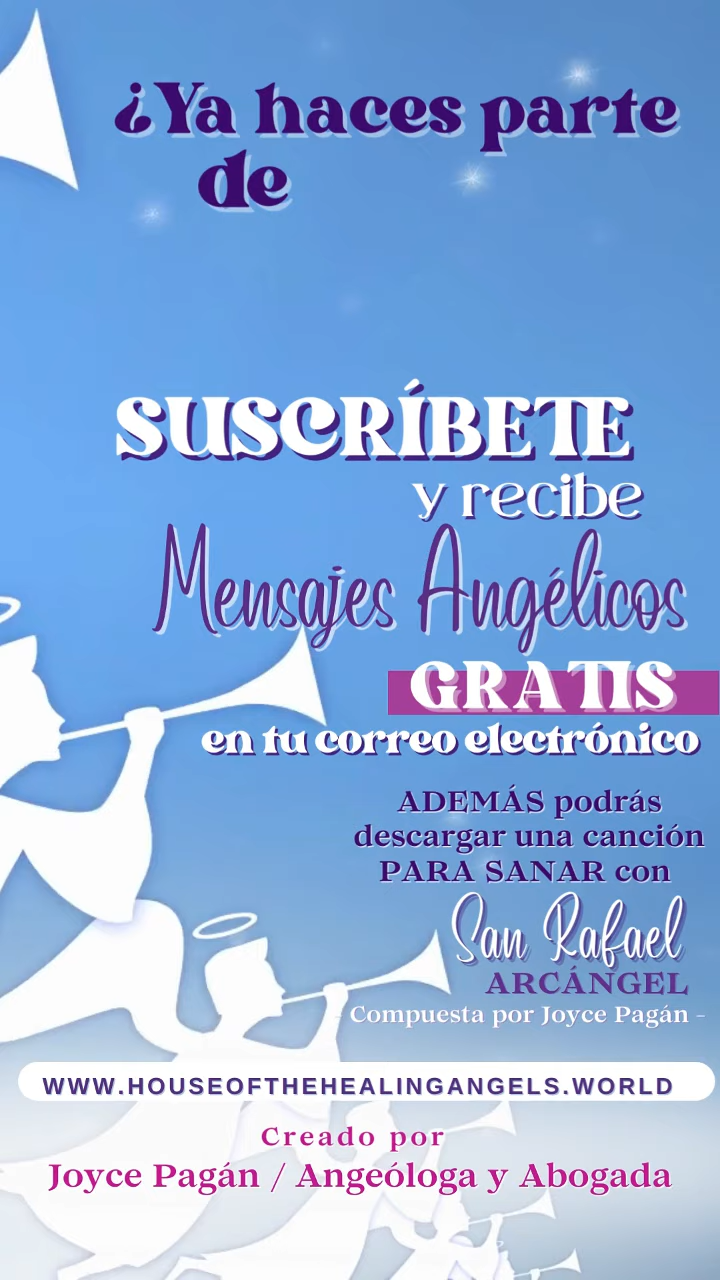 ¿Ya haces parte
de
SUSCRÍBETE
y recibe
Mensajes Angélicos
GRATIS
en tu correo electrónico
ADEMÁS podrás
descargar una canción
PARA SANAR con
San Rafael
ARCÁNGEL
- Compuesta por Joyce Pagán -
WWW.HOUSEOFTHEHEALINGANGELS.WORLD
Creado por
Joyce Pagán / Angeóloga y Abogada